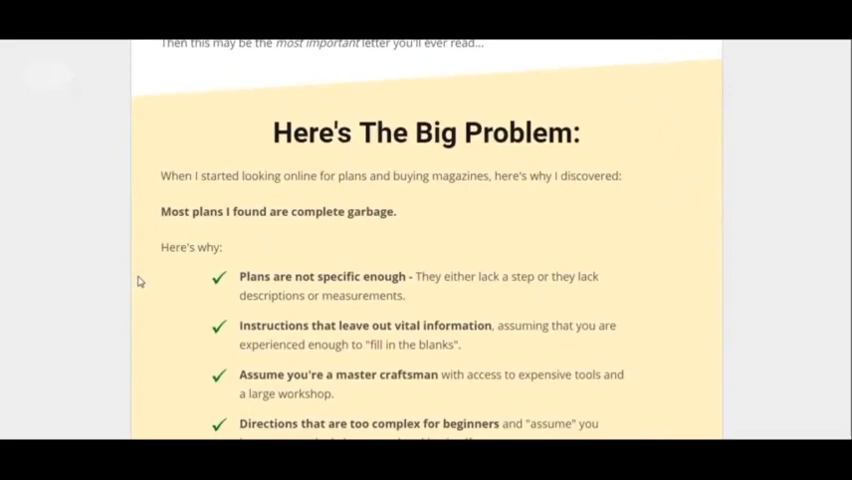 Then this may be the most important letter you'll ever read...
Here's The Big Problem:
When I started looking online for plans and buying magazines, here's why I discovered:
Most plans I found are complete garbage.
Here's why:
Plans are not specific enough - They either lack a step or they lack
descriptions or measurements.
Instructions that leave out vital information, assuming that you are
experienced enough to "fill in the blanks".
Assume you're a master craftsman with access to expensive tools and
a large workshop.
Directions that are too complex for beginners and "assume" you